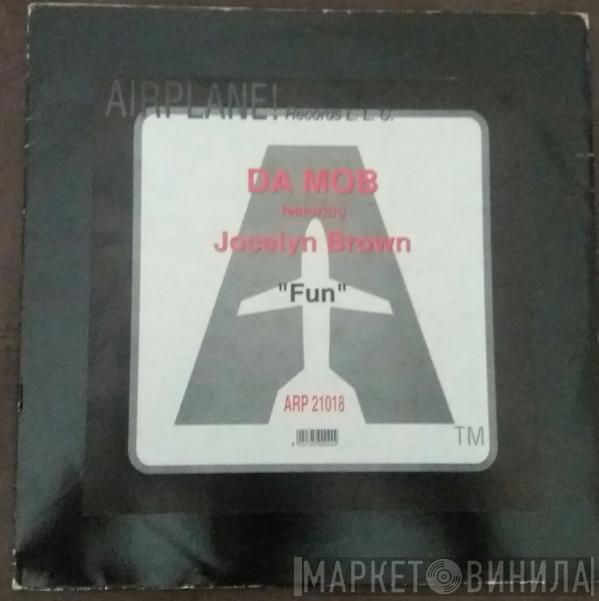 AIRPLANE!
Records L. L. C.
DA MOB
featuring
Jocelyn Brown
"Fun"
ARP 21018
TM
МАРКЕТ ВИНИЛА